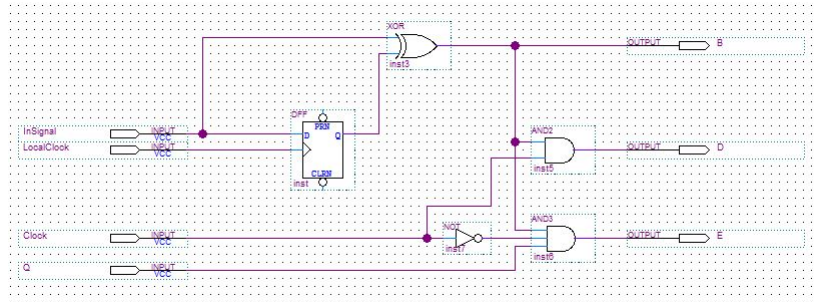 XOR
inst3
OUTPUT B
DFF
PRN
D Q
CLRN
inst
InSignal INPUT
VCC
LocalClock INPUT
VCC
AND2
inst5
OUTPUT D
Clock INPUT
VCC
NOT
inst7
AND3
inst6
OUTPUT E
Q INPUT
VCC